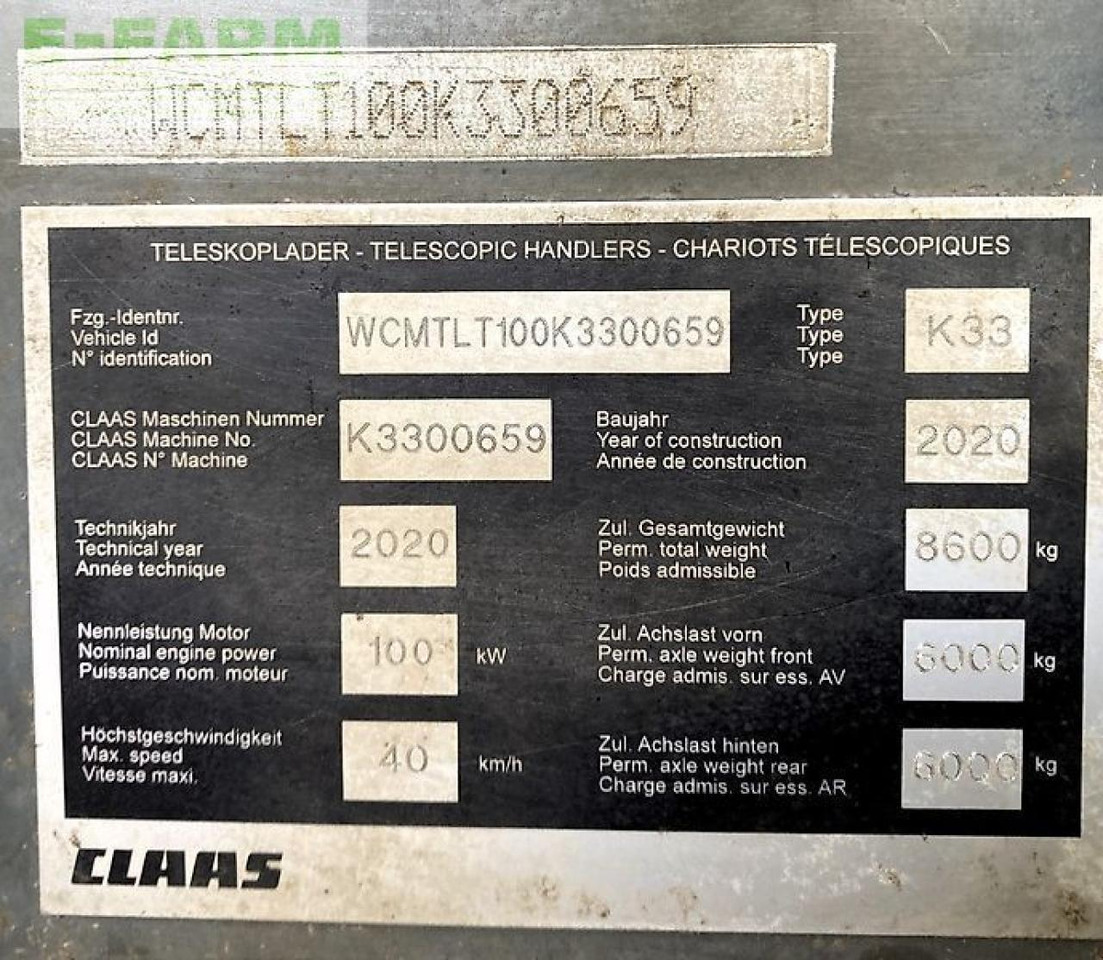 E-FARM
WCMTLT100K3300659
TELESKOPLADER - TELESCOPIC HANDLERS - CHARIOTS TÉLESCOPIQUES
Fzg.-Identnr.
Vehicle Id
N° identification
WCMTLT100K3300659
Type
Type
Type
K33
CLAAS Maschinen Nummer
CLAAS Machine No.
CLAAS N° Machine
K3300659
Baujahr
Year of construction
Année de construction
2020
Technikjahr
Technical year
Année technique
2020
Zul. Gesamtgewicht
Perm. total weight
Poids admissible
8600 kg
Nennleistung Motor
Nominal engine power
Puissance nom. moteur
100 kW
Zul. Achslast vorn
Perm. axle weight front
Charge admis. sur ess. AV
6000 kg
Höchstgeschwindigkeit
Max. speed
Vitesse maxi.
40 km/h
Zul. Achslast hinten
Perm. axle weight rear
Charge admis. sur ess. AR
6000 kg
CLAAS